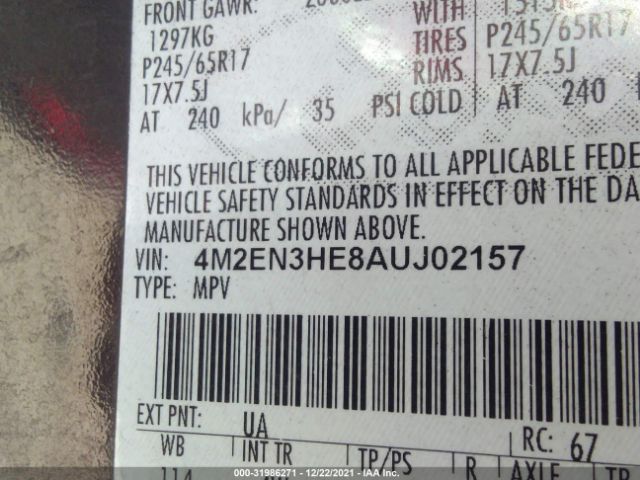 FRONT GAWR:
1297KG WITH
P245/65R17 TIRES P245/65R17
17X7.5J RIMS 17X7.5J
AT 240 kPa/ 35 PSI COLD AT 240
THIS VEHICLE CONFORMS TO ALL APPLICABLE FEDE
VEHICLE SAFETY STANDARDS IN EFFECT ON THE DA
MANUFACTURE SHOWN ABOVE.
VIN: 4M2EN3HE8AUJ02157
TYPE: MPV
EXT PNT: UA RC: 67
WB INT TR TP/PS R AXLE TR
114
000-31986271 - 12/22/2021 - IAA Inc.